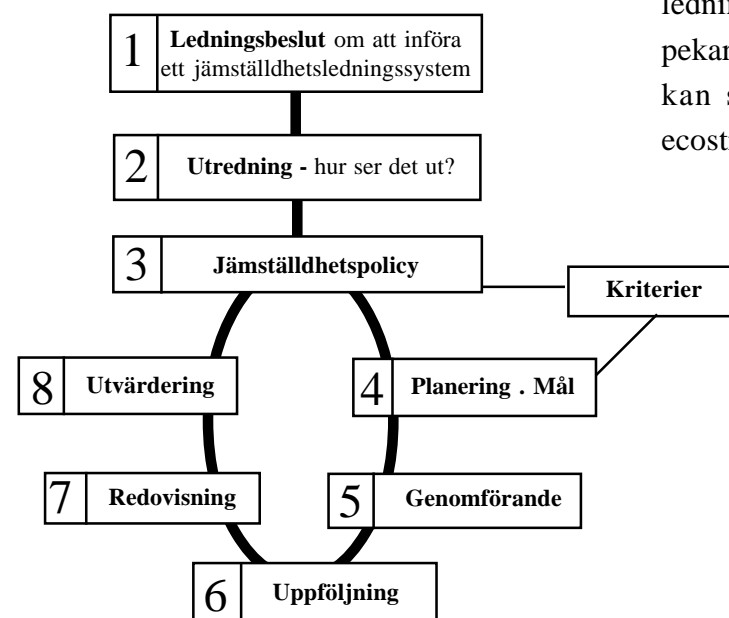 1
Ledningsbeslut om att införa
ett jämställdhetsledningssystem
2
Utredning - hur ser det ut?
3
Jämställdhetspolicy
Kriterier
8
Utvärdering
4
Planering . Mål
7
Redovisning
5
Genomförande
6
Uppföljning
kan